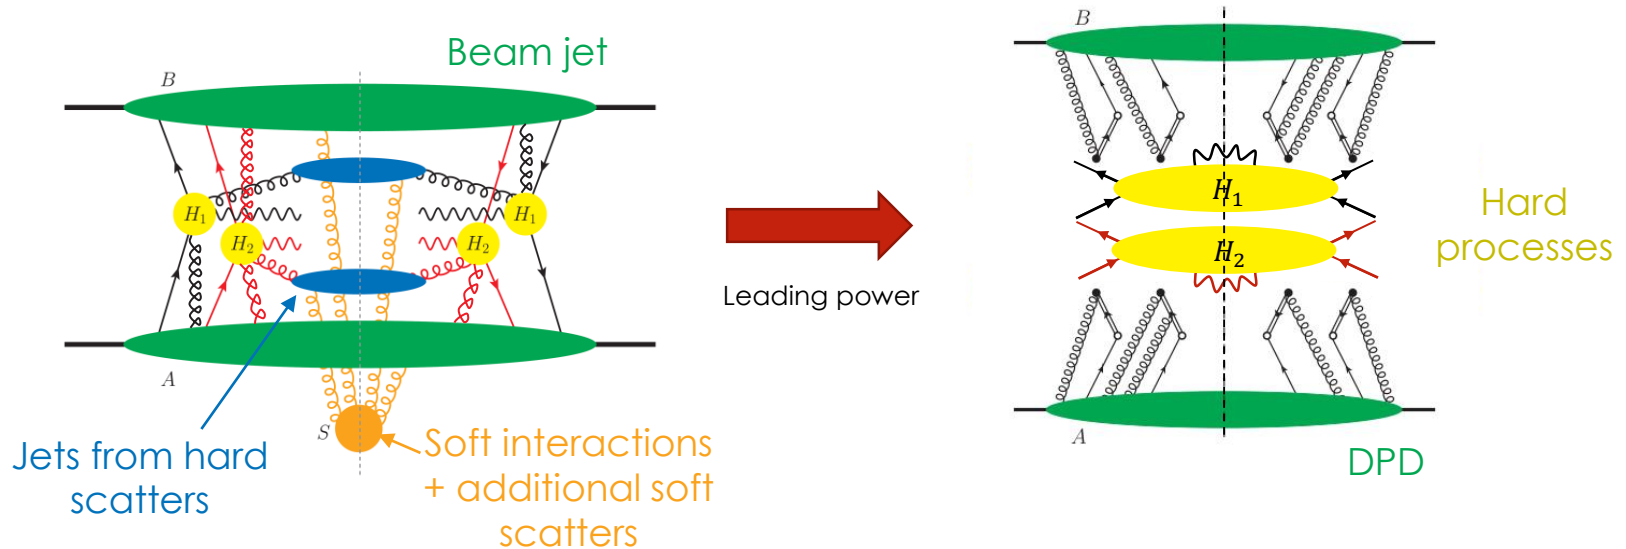 Beam jet
B
H₁
H₂
H₁
H₂
A
S
Jets from hard
scatters
Soft interactions
+ additional soft
scatters
Leading power
B
H₁
H₂
Hard
processes
A
DPD